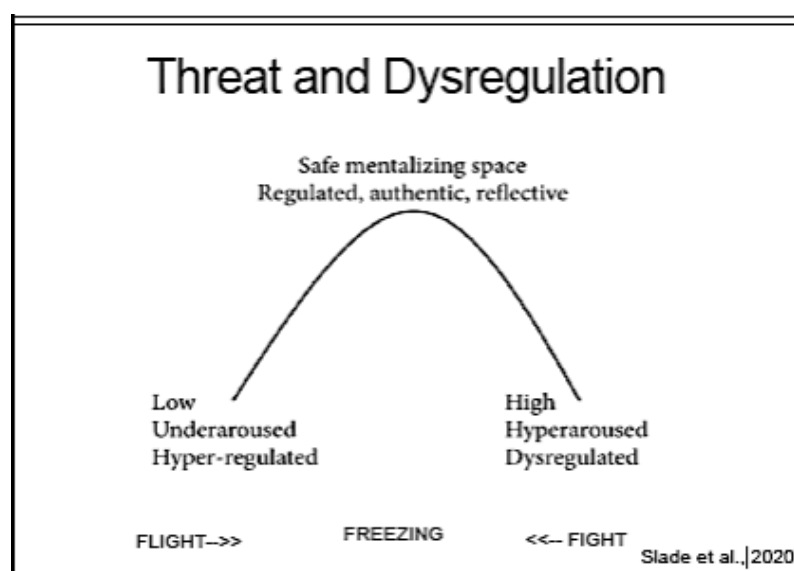 Threat and Dysregulation
Safe mentalizing space
Regulated, authentic, reflective
Low
Underaroused
Hyper-regulated
High
Hyperaroused
Dysregulated
FLIGHT-->>
FREEZING
<<-- FIGHT
Slade et al., 2020